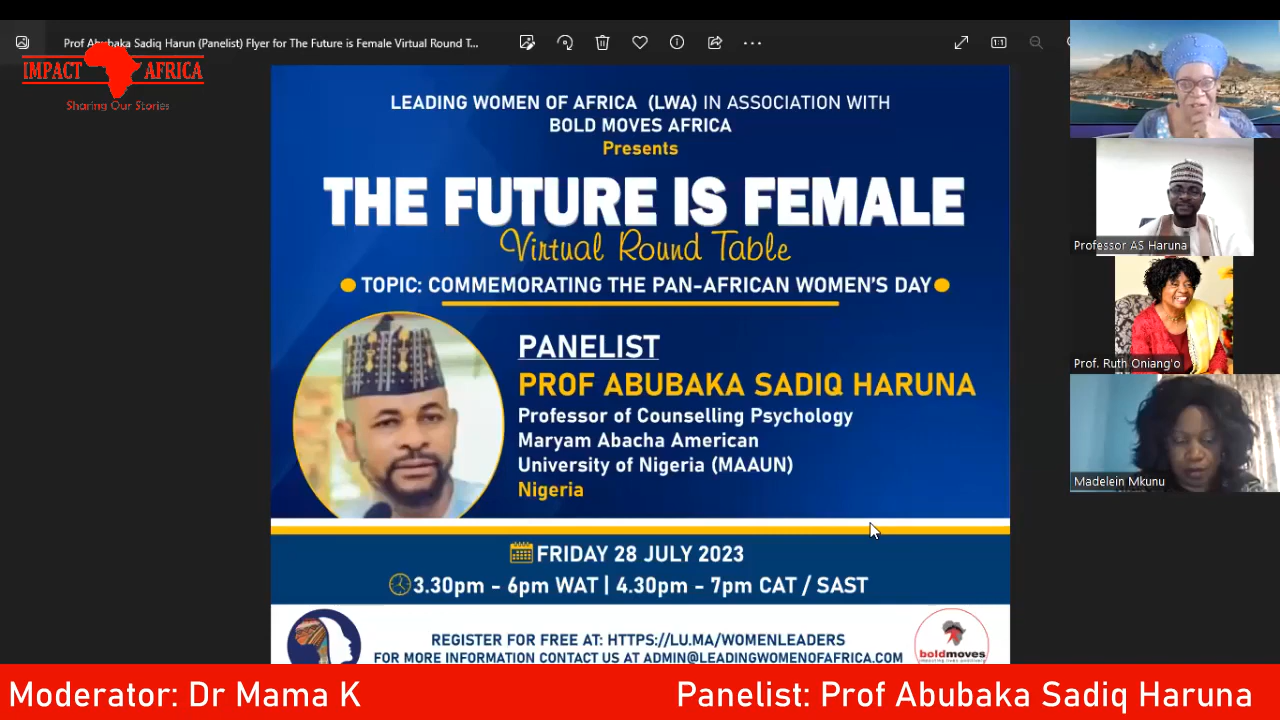 Prof Abubaka Sadiq Harun (Panelist) Flyer for The Future is Female Virtual Round T...
IMPACT AFRICA
Sharing Our Stories
LEADING WOMEN OF AFRICA (LWA) IN ASSOCIATION WITH
BOLD MOVES AFRICA
Presents
THE FUTURE IS FEMALE
Virtual Round Table
TOPIC: COMMEMORATING THE PAN-AFRICAN WOMEN'S DAY
PANELIST
PROF ABUBAKA SADIQ HARUNA
Professor of Counselling Psychology
Maryam Abacha American
University of Nigeria (MAAUN)
Nigeria
FRIDAY 28 JULY 2023
3.30pm - 6pm WAT | 4.30pm - 7pm CAT / SAST
REGISTER FOR FREE AT: HTTPS://LU.MA/WOMENLEADERS
FOR MORE INFORMATION CONTACT US AT ADMIN@LEADINGWOMENOFAFRICA.COM
boldmoves
Professor AS Haruna
Prof. Ruth Oniang'o
Madelein Mkunu
Moderator: Dr Mama K
Panelist: Prof Abubaka Sadiq Haruna